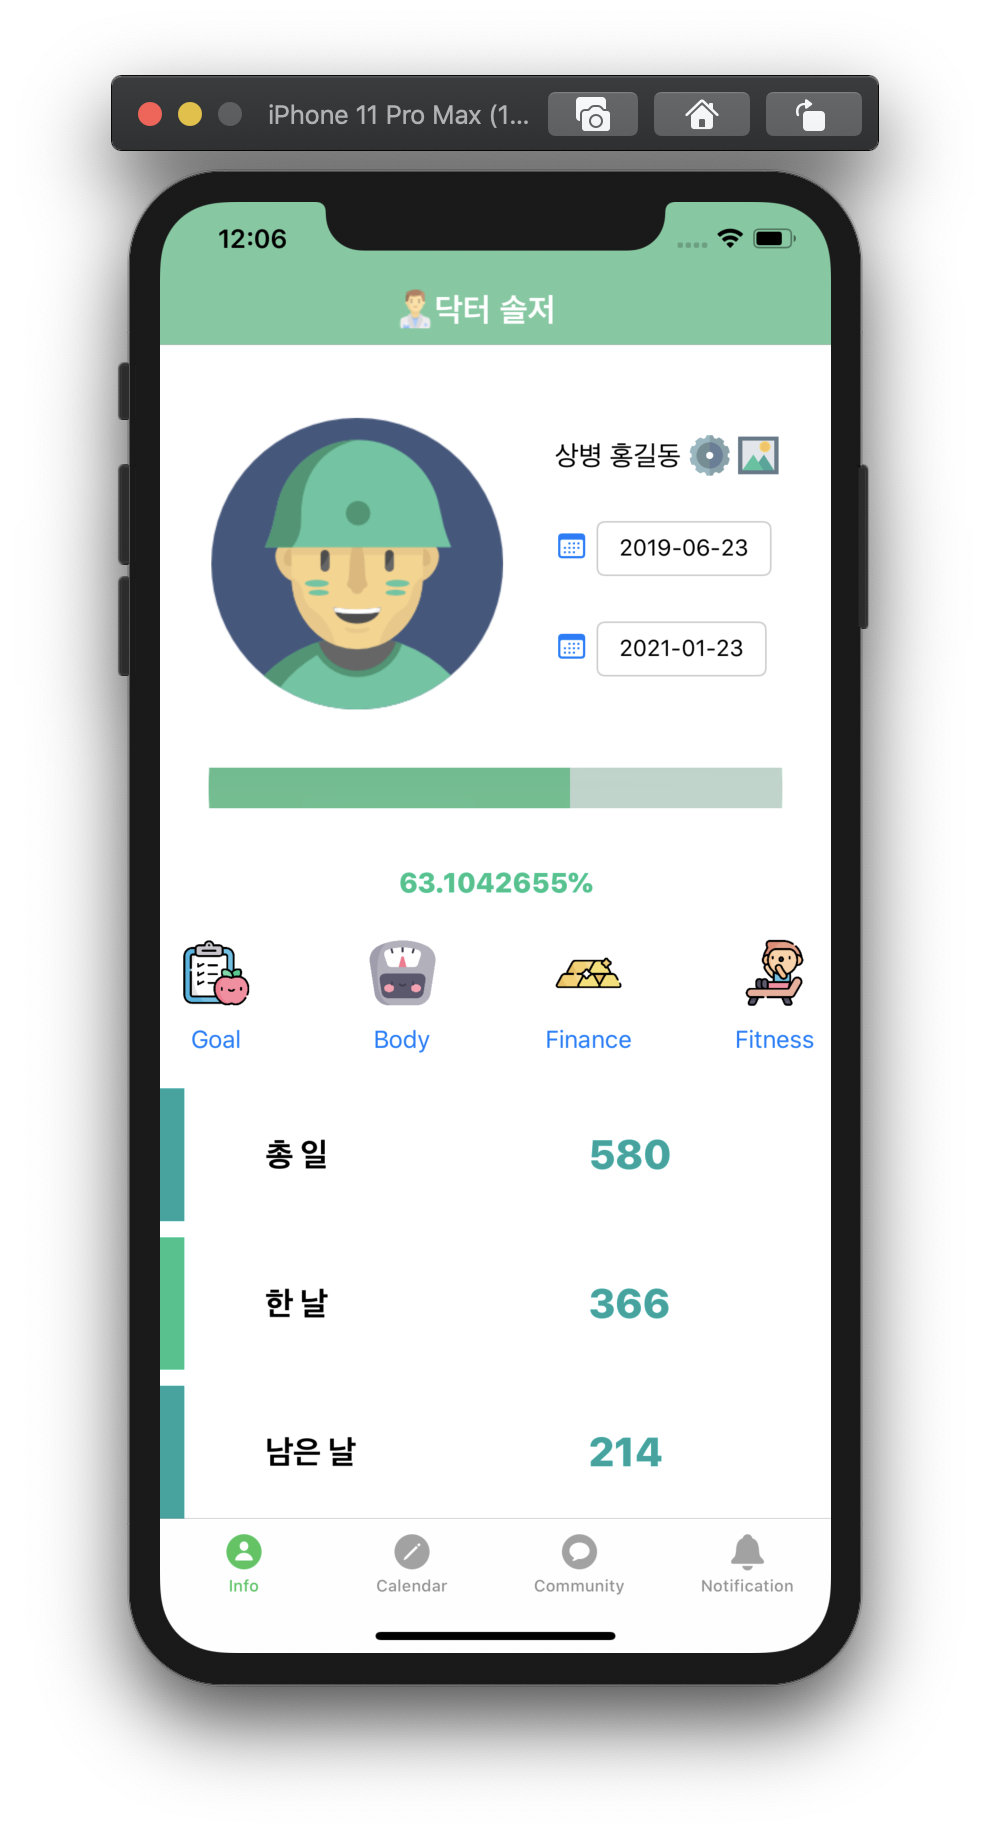 iPhone 11 Pro Max (1...
12:06
닥터 솔저
상병 홍길동
2019-06-23
2021-01-23
63.1042655%
Goal Body Finance Fitness
총 일 580
한 날 366
남은 날 214
Info Calendar Community Notification